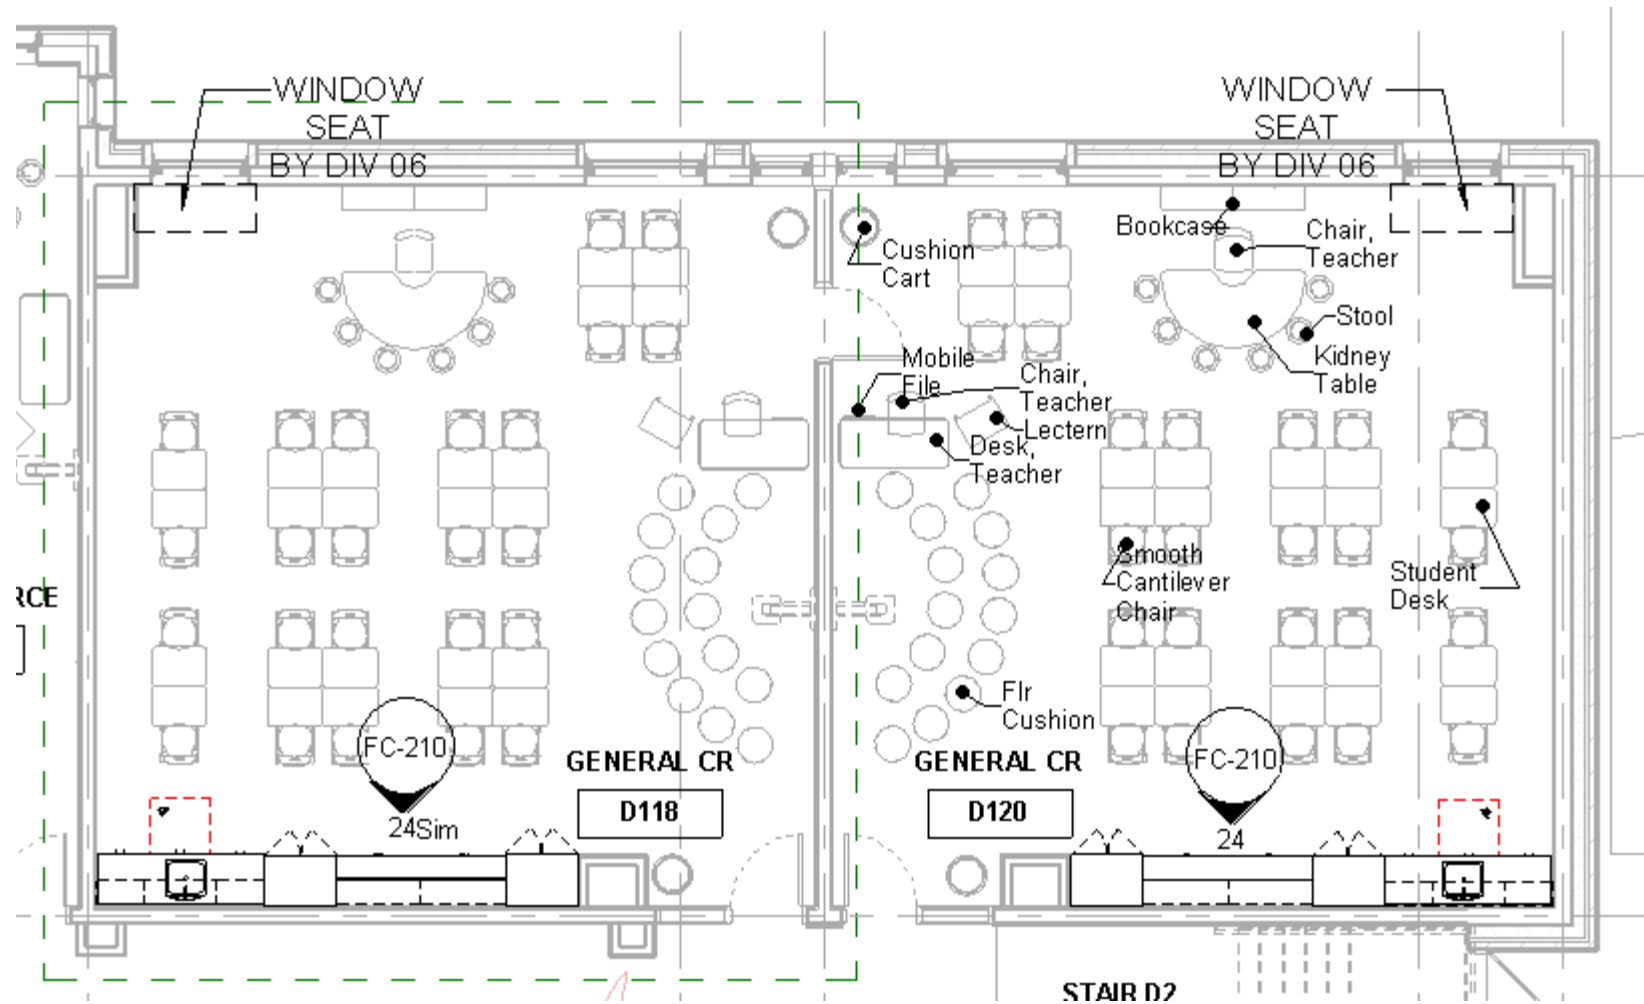 WINDOW
SEAT
BY DIV 06
WINDOW
SEAT
BY DIV 06
Bookcase
Chair,
Teacher
Cushion
Cart
Stool
Kidney
Table
Mobile
File
Chair,
Teacher
Lectern
Desk,
Teacher
Smooth
Cantilever
Chair
Student
Desk
RCE
Flr
Cushion
FC-210
24Sim
GENERAL CR
D118
GENERAL CR
D120
FC-210
24
STAIR D2